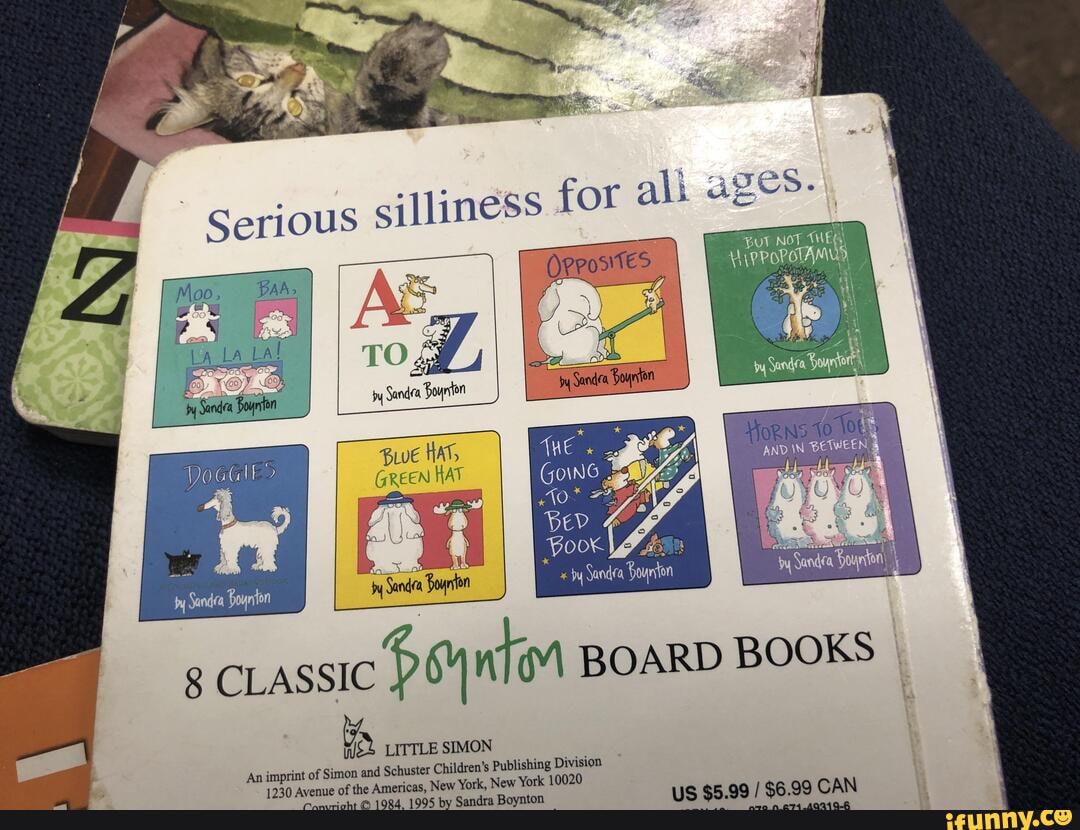 Serious silliness for all ages.
MOO, BAA,
LA LA LA!
by Sandra Boynton
A
TO
Z
by Sandra Boynton
OPPOSITES
by Sandra Boynton
BUT NOT THE
HIPPOPOTAMUS
by Sandra Boynton
DOGGIES
by Sandra Boynton
BLUE HAT,
GREEN HAT
by Sandra Boynton
THE
GOING
TO
BED
BOOK
by Sandra Boynton
HORNS TO TOES
AND IN BETWEEN
by Sandra Boynton
8 CLASSIC Boynton BOARD BOOKS
LITTLE SIMON
An imprint of Simon and Schuster Children's Publishing Division
1230 Avenue of the Americas, New York, New York 10020
Copyright © 1984, 1995 by Sandra Boynton
US $5.99 / $6.99 CAN
978-0-671-49319-6
Z
ifunny.co